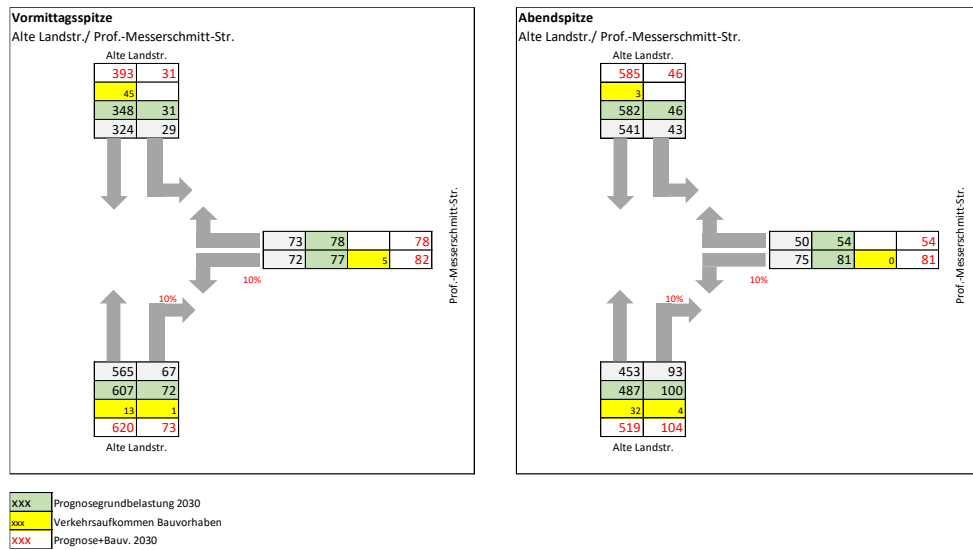 Vormittagsspitze
Alte Landstr./ Prof.-Messerschmitt-Str.
Alte Landstr.
393 31
45
348 31
324 29
73 78 78
72 77 5 82
10%
10%
Prof.-Messerschmitt-Str.
565 67
607 72
13 1
620 73
Alte Landstr.
Abendspitze
Alte Landstr./ Prof.-Messerschmitt-Str.
Alte Landstr.
585 46
3
582 46
541 43
50 54 54
75 81 0 81
10%
10%
Prof.-Messerschmitt-Str.
453 93
487 100
32 4
519 104
Alte Landstr.
XXX Prognosegrundbelastung 2030
xxx Verkehrsaufkommen Bauvorhaben
XXX Prognose+Bauv. 2030